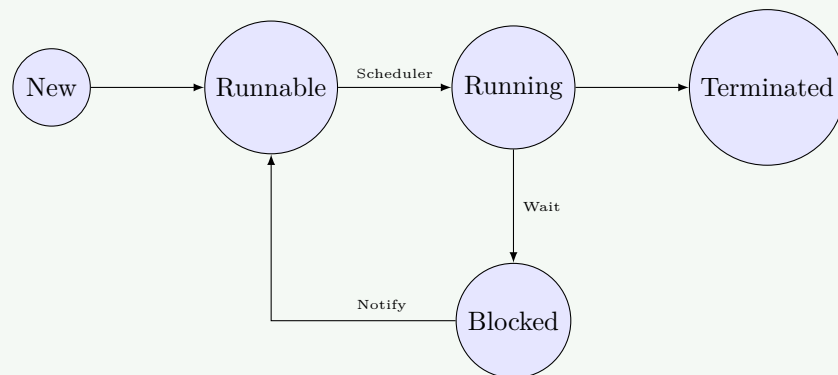 New
Runnable
Scheduler
Running
Terminated
Wait
Notify
Blocked